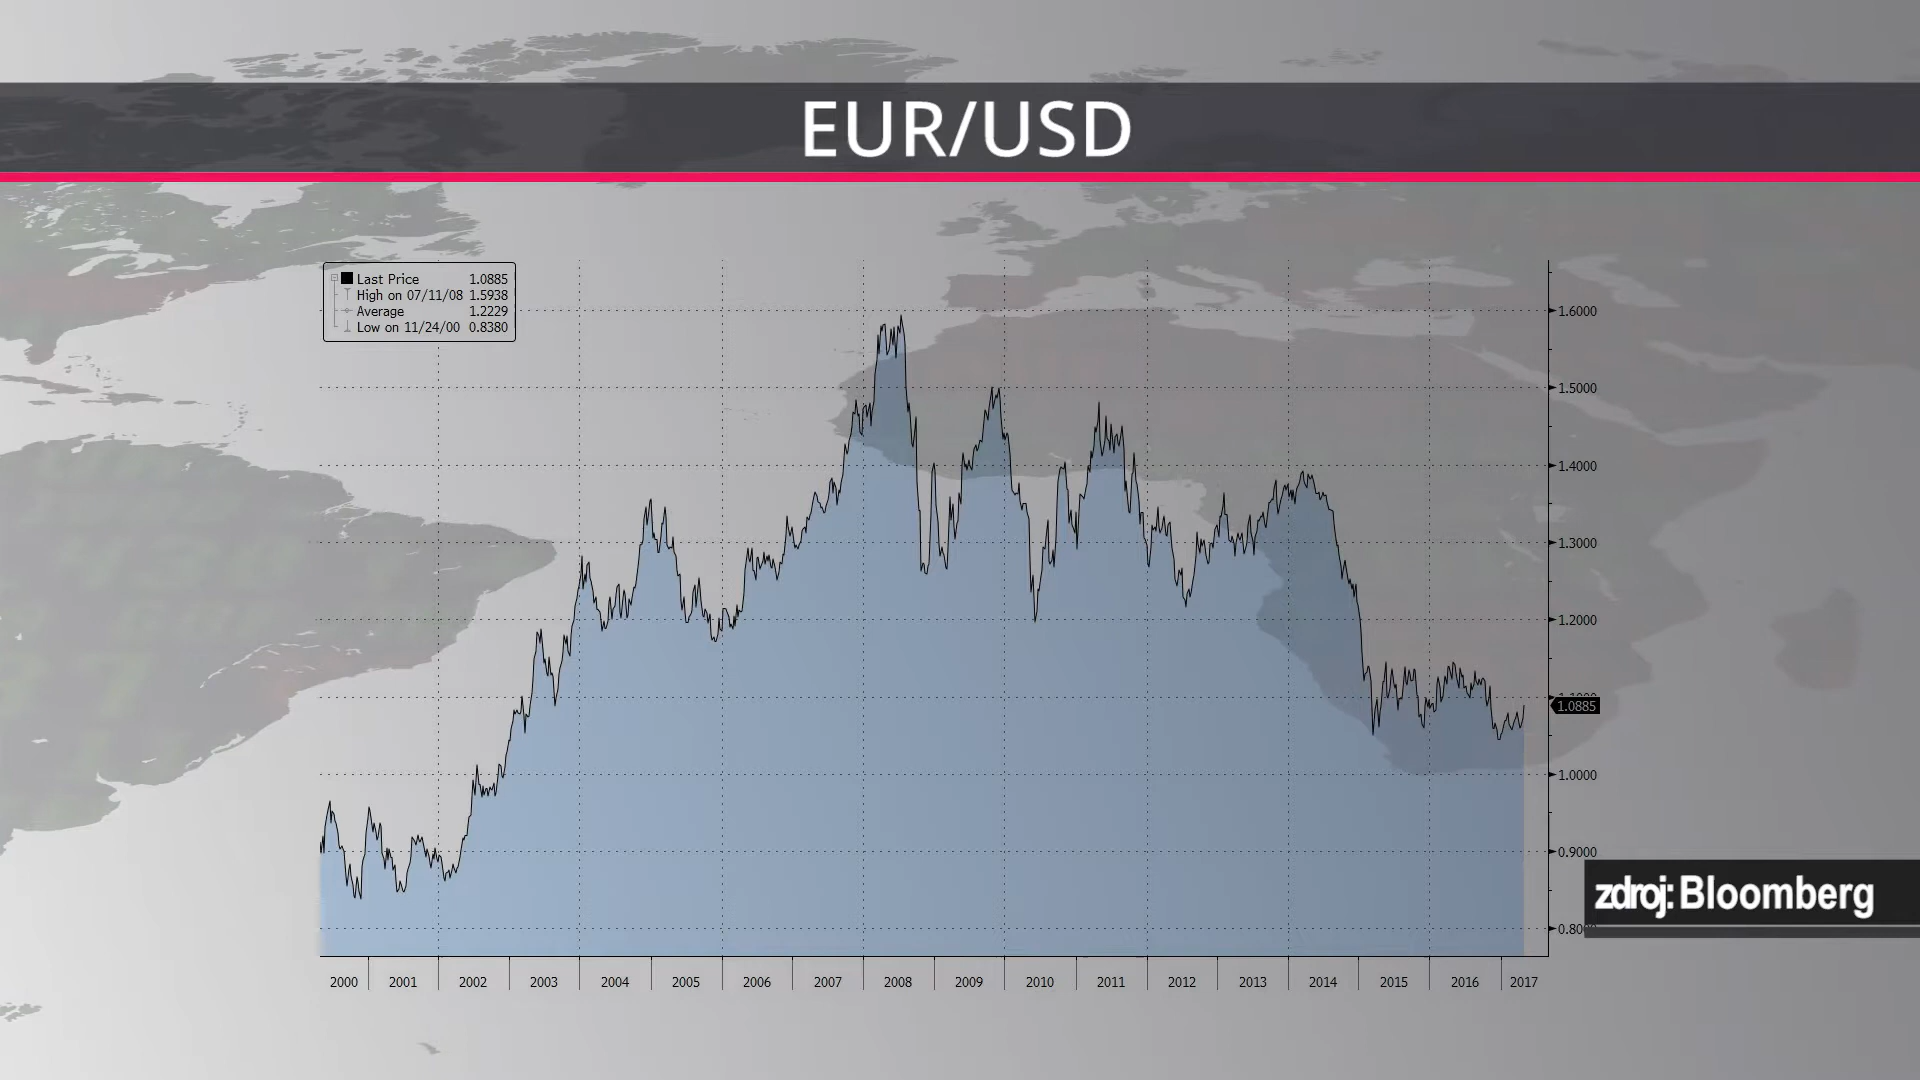 EUR/USD
Last Price 1.0885
High on 07/11/08 1.5938
Average 1.2229
Low on 11/24/00 0.8380
1.6000
1.5000
1.4000
1.3000
1.2000
1.0885
1.0000
0.9000
zdroj: Bloomberg
2000 2001 2002 2003 2004 2005 2006 2007 2008 2009 2010 2011 2012 2013 2014 2015 2016 2017